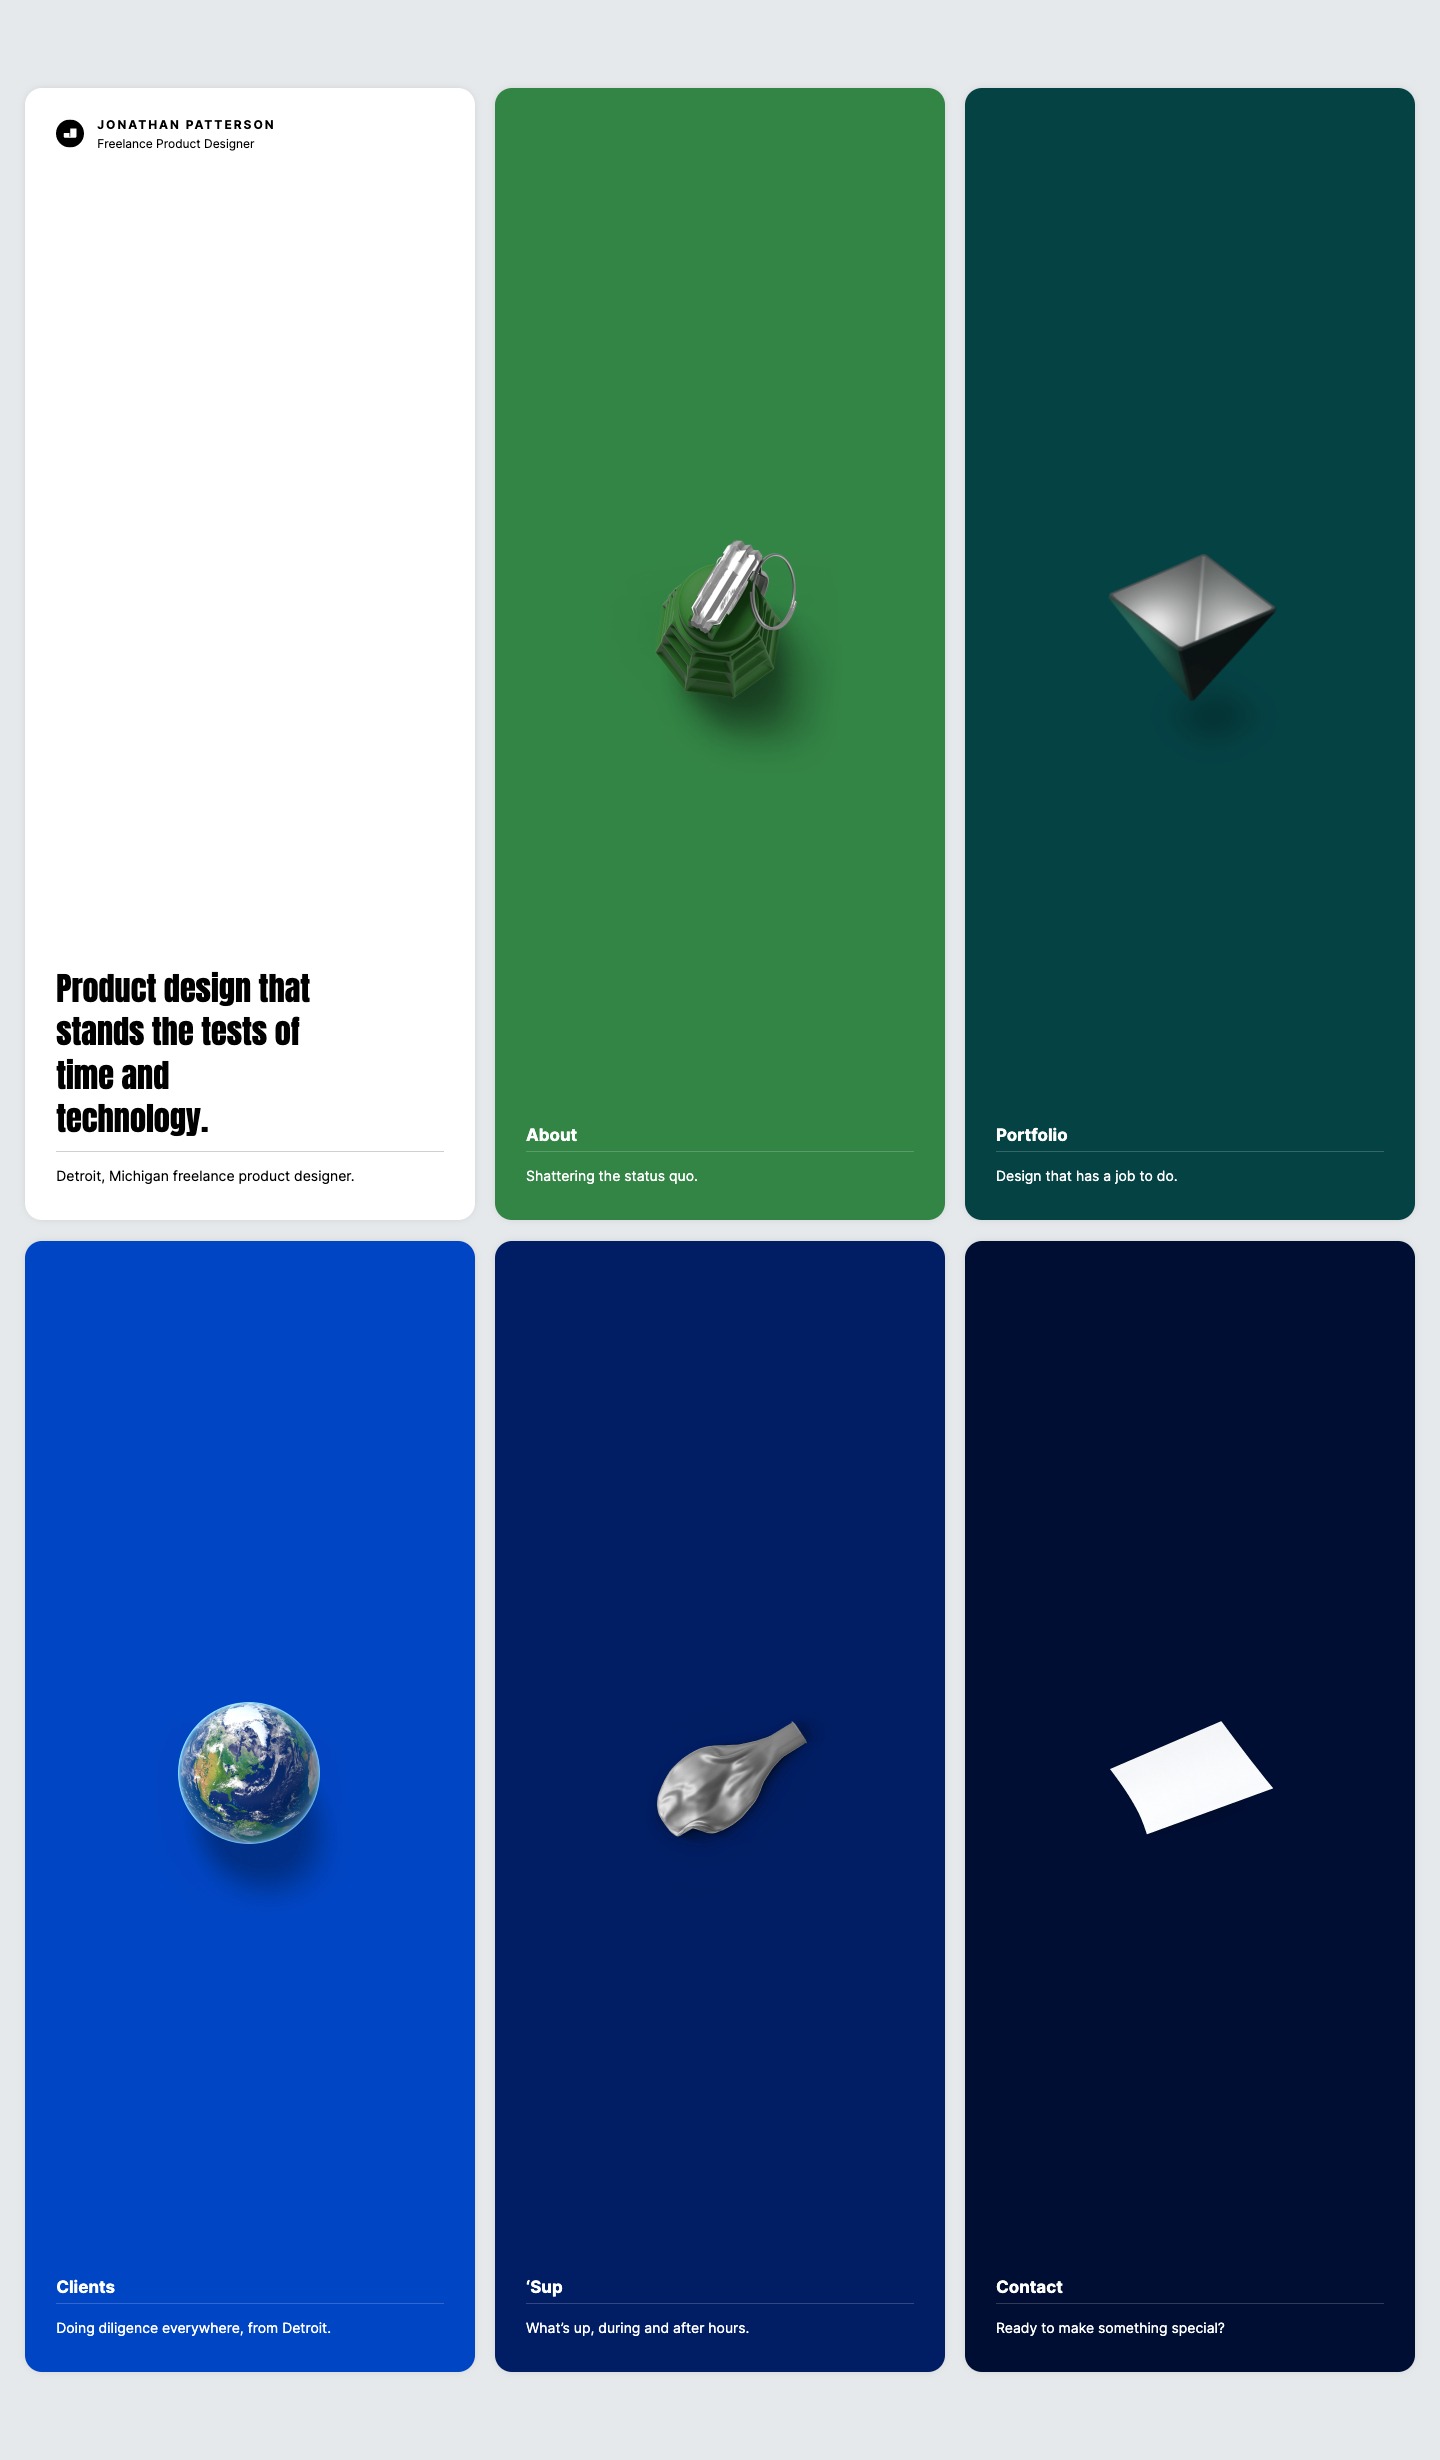 JONATHAN PATTERSON
Freelance Product Designer
Product design that
stands the tests of
time and
technology.
Detroit, Michigan freelance product designer.
About
Shattering the status quo.
Portfolio
Design that has a job to do.
Clients
Doing diligence everywhere, from Detroit.
‘Sup
What’s up, during and after hours.
Contact
Ready to make something special?